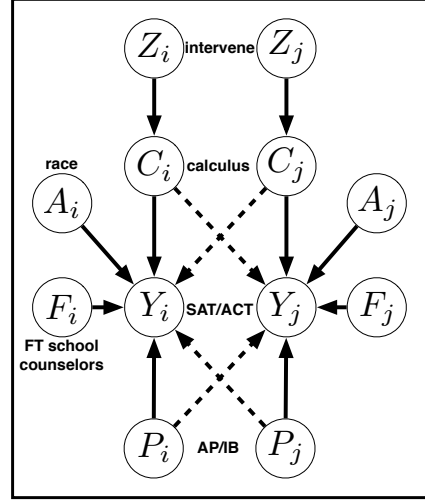 Z_i intervene Z_j
C_i calculus C_j
race
A_i A_j
F_i Y_i SAT/ACT Y_j F_j
FT school
counselors
P_i AP/IB P_j